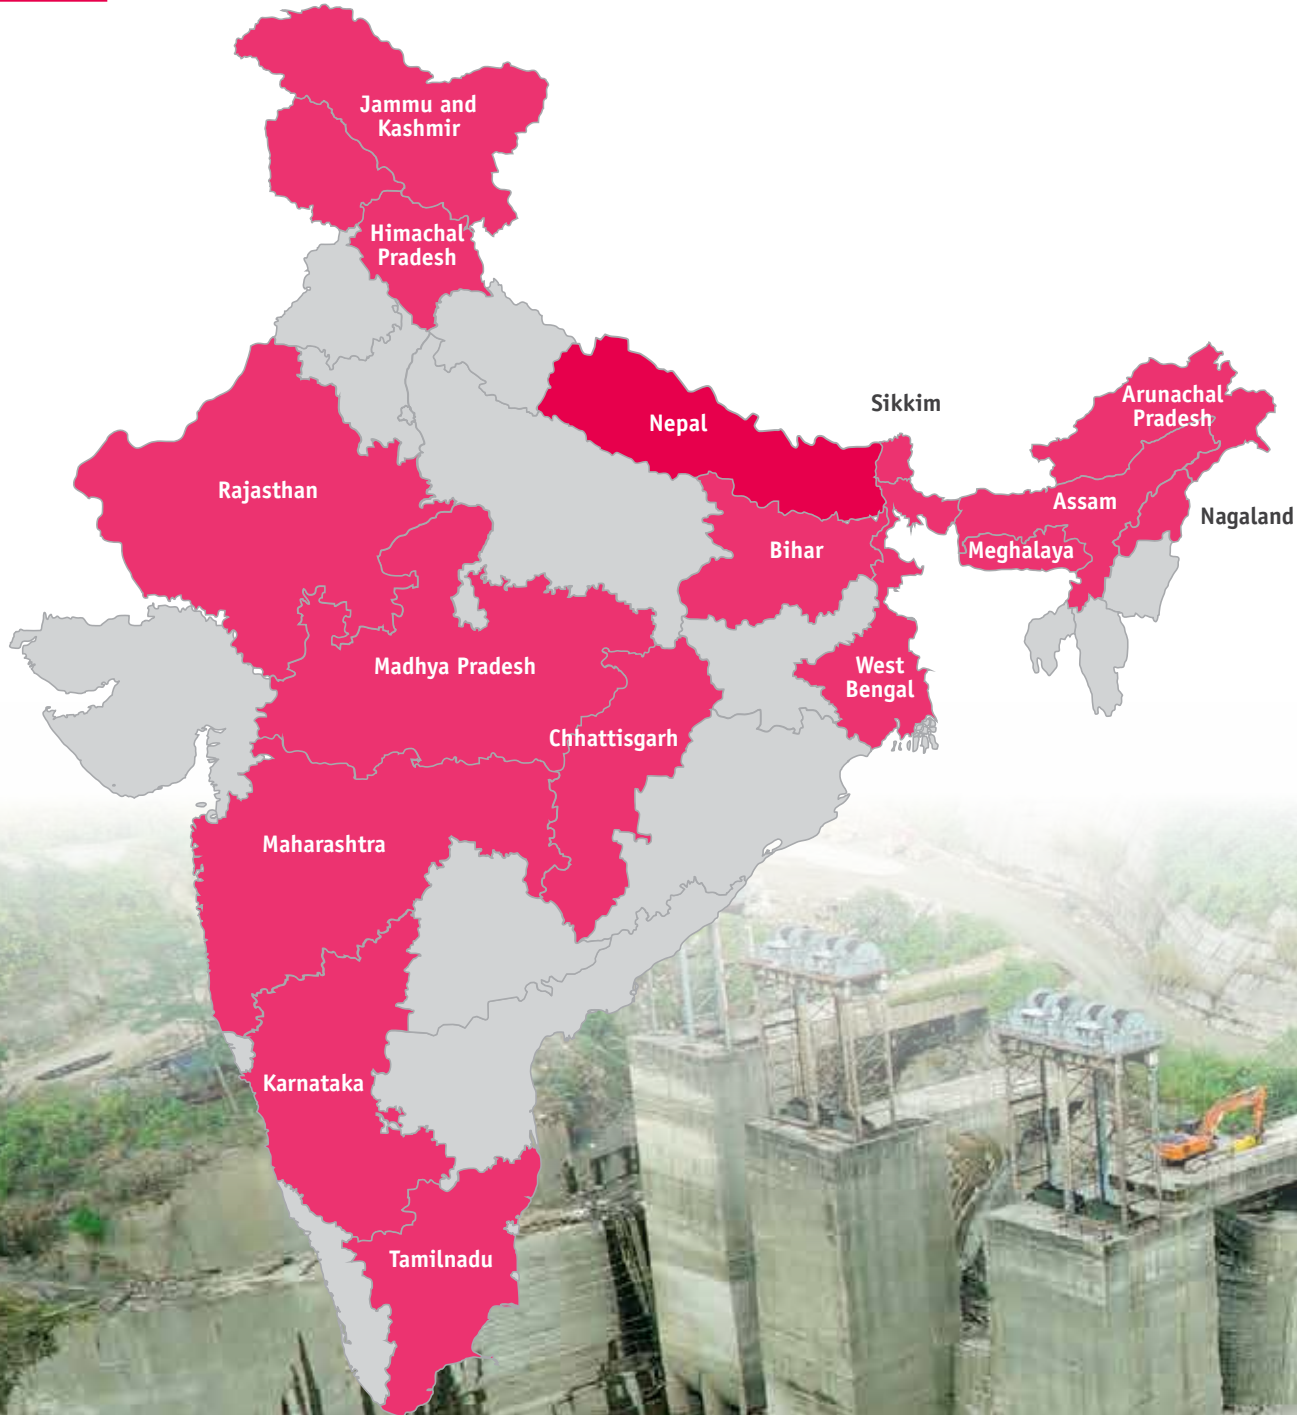 Jammu and
Kashmir
Himachal
Pradesh
Nepal
Sikkim
Arunachal
Pradesh
Rajasthan
Assam
Nagaland
Bihar
Meghalaya
Madhya Pradesh
West
Bengal
Chhattisgarh
Maharashtra
Karnataka
Tamilnadu